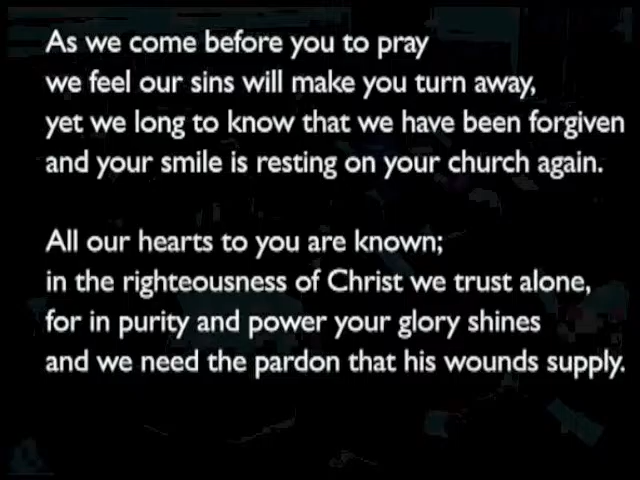 As we come before you to pray
we feel our sins will make you turn away,
yet we long to know that we have been forgiven
and your smile is resting on your church again.
All our hearts to you are known;
in the righteousness of Christ we trust alone,
for in purity and power your glory shines
and we need the pardon that his wounds supply.